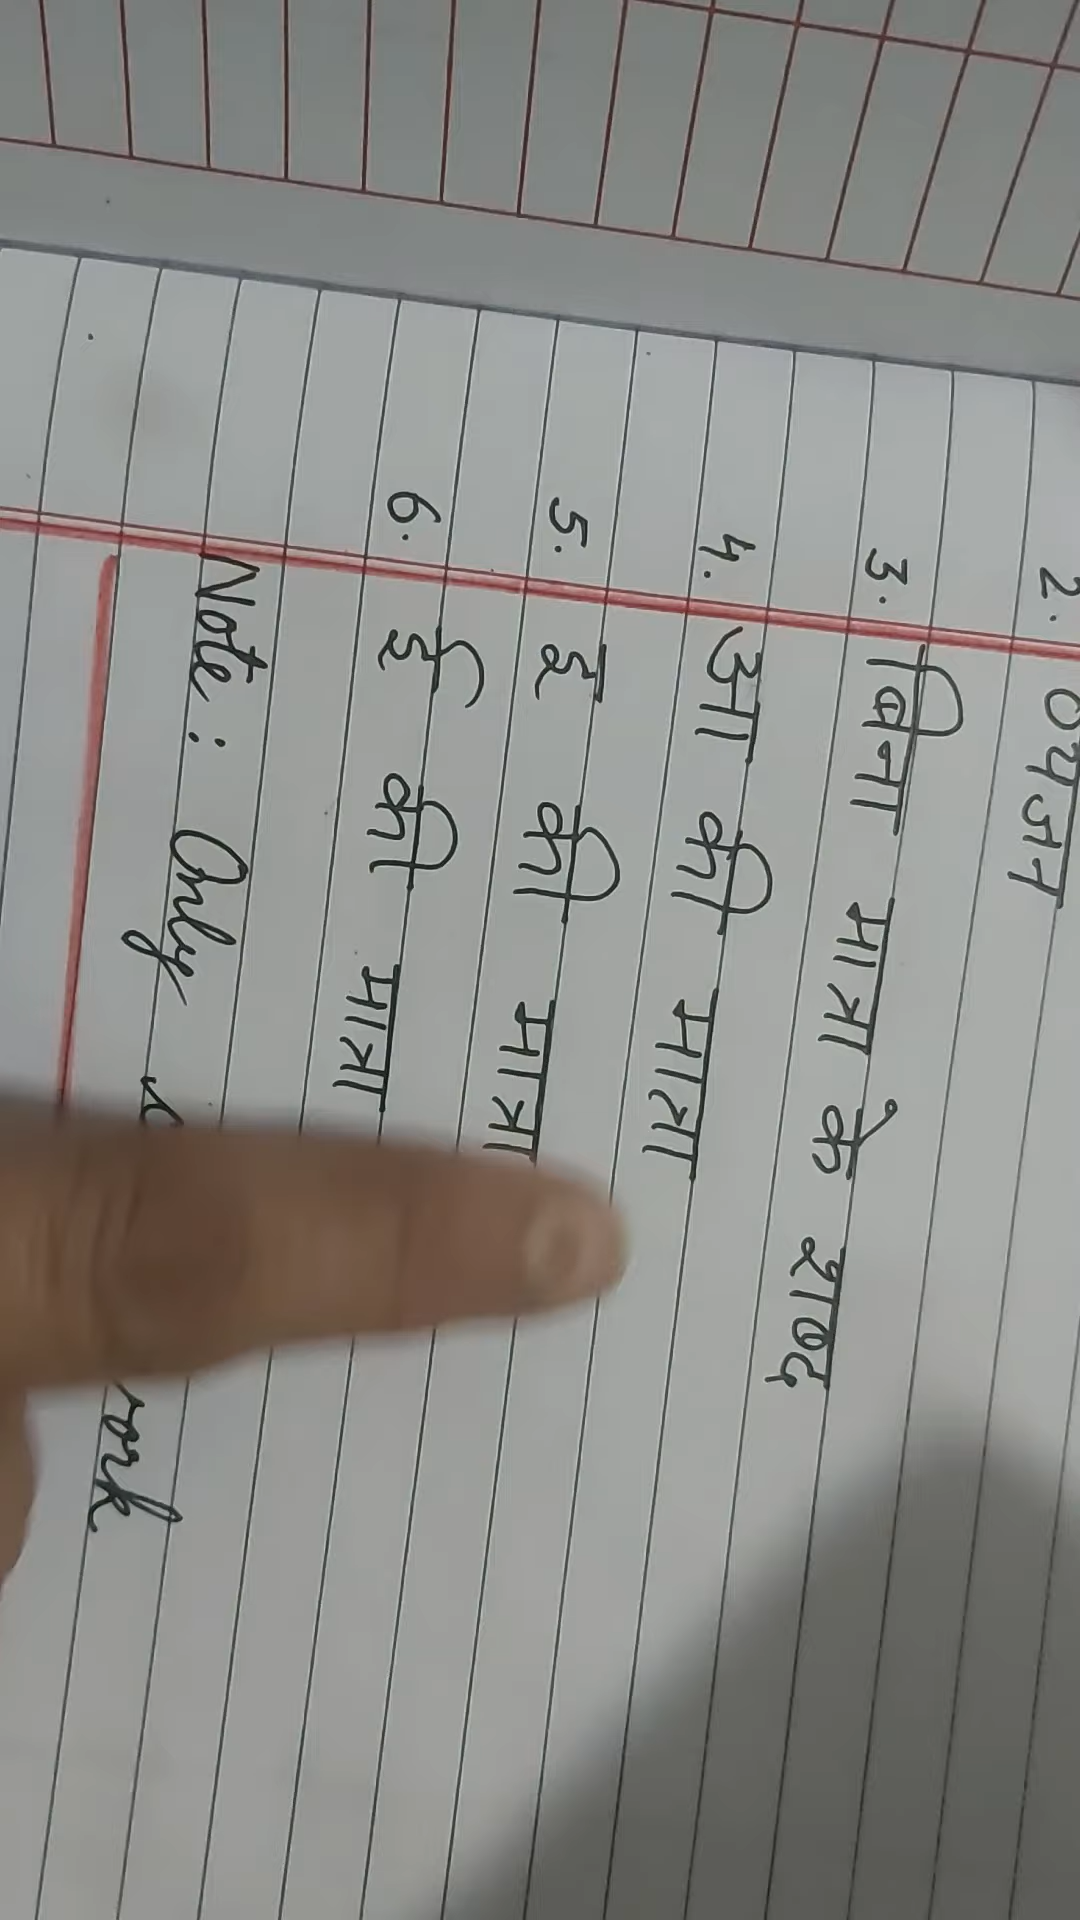 2. व्यंजन
3. बिना मात्रा के शब्द
4. आ की मात्रा
5. इ की मात्रा
6. ई की मात्रा
Note: Only